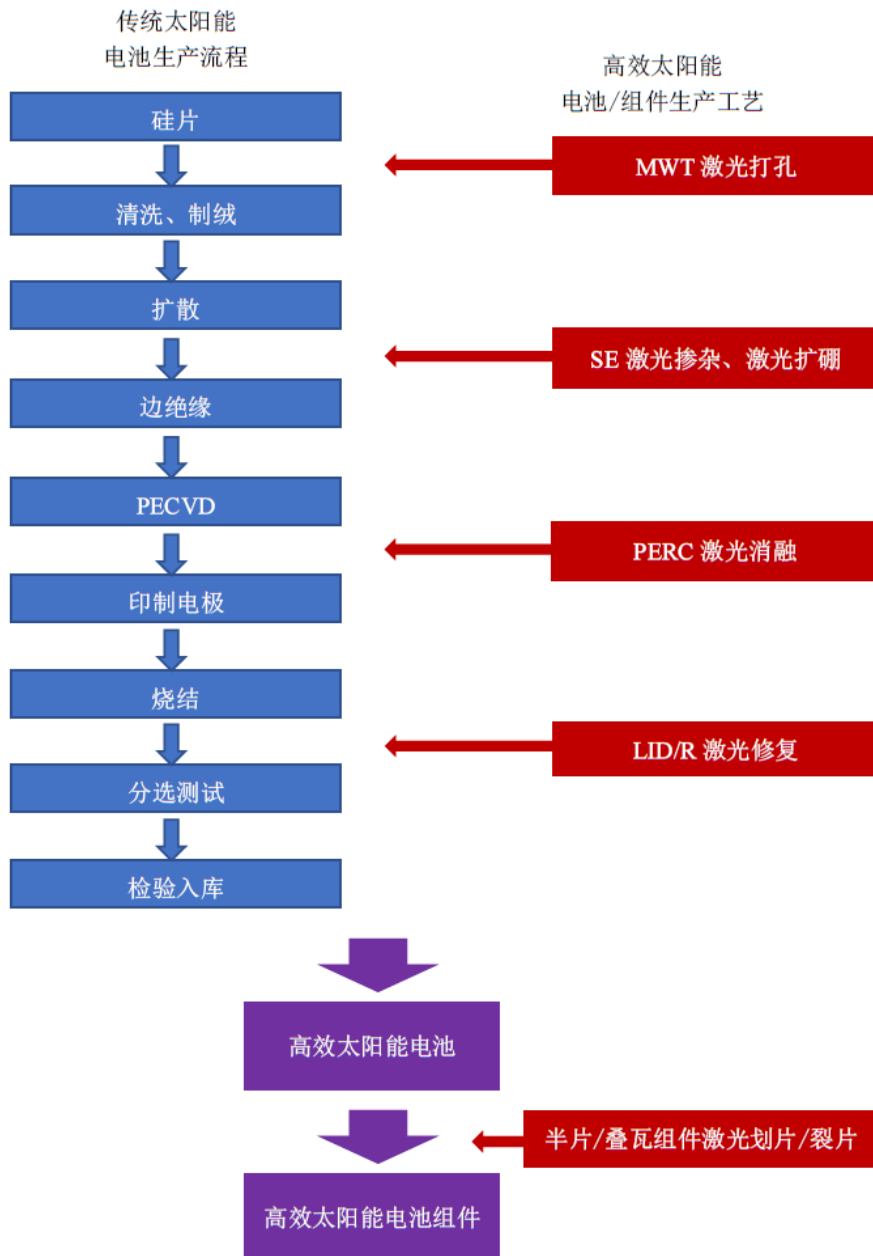 传统太阳能
电池生产流程
高效太阳能
电池/组件生产工艺
硅片
MWT 激光打孔
清洗、制绒
扩散
SE 激光掺杂、激光扩硼
边绝缘
PECVD
PERC 激光消融
印制电极
烧结
LID/R 激光修复
分选测试
检验入库
高效太阳能电池
半片/叠瓦组件激光划片/裂片
高效太阳能电池组件